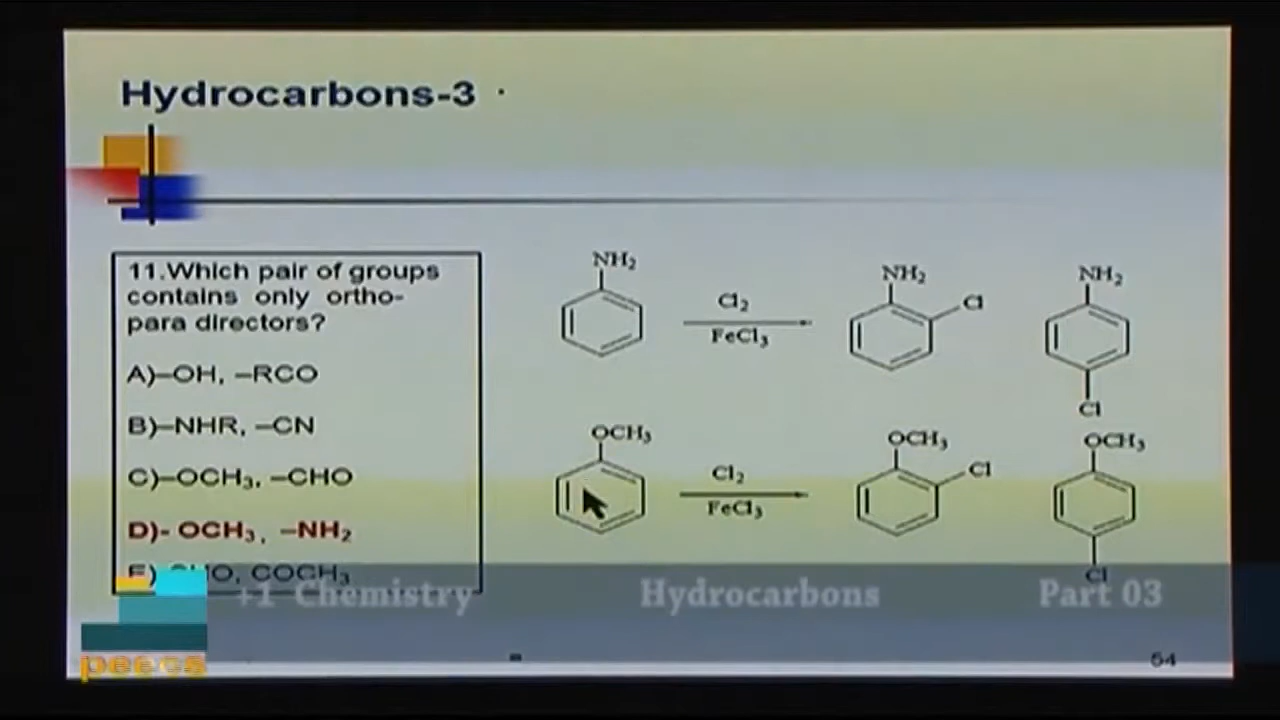 Hydrocarbons-3
11.Which pair of groups
contains only ortho-
para directors?
A)–OH, –RCO
B)–NHR, –CN
C)–OCH₃, –CHO
D)- OCH₃, –NH₂
E) CHO, COCH₃
NH₂
Cl₂
FeCl₃
NH₂
Cl
NH₂
Cl
OCH₃
Cl₂
FeCl₃
OCH₃
Cl
OCH₃
Cl
+1 Chemistry Hydrocarbons Part 03
peecs
54